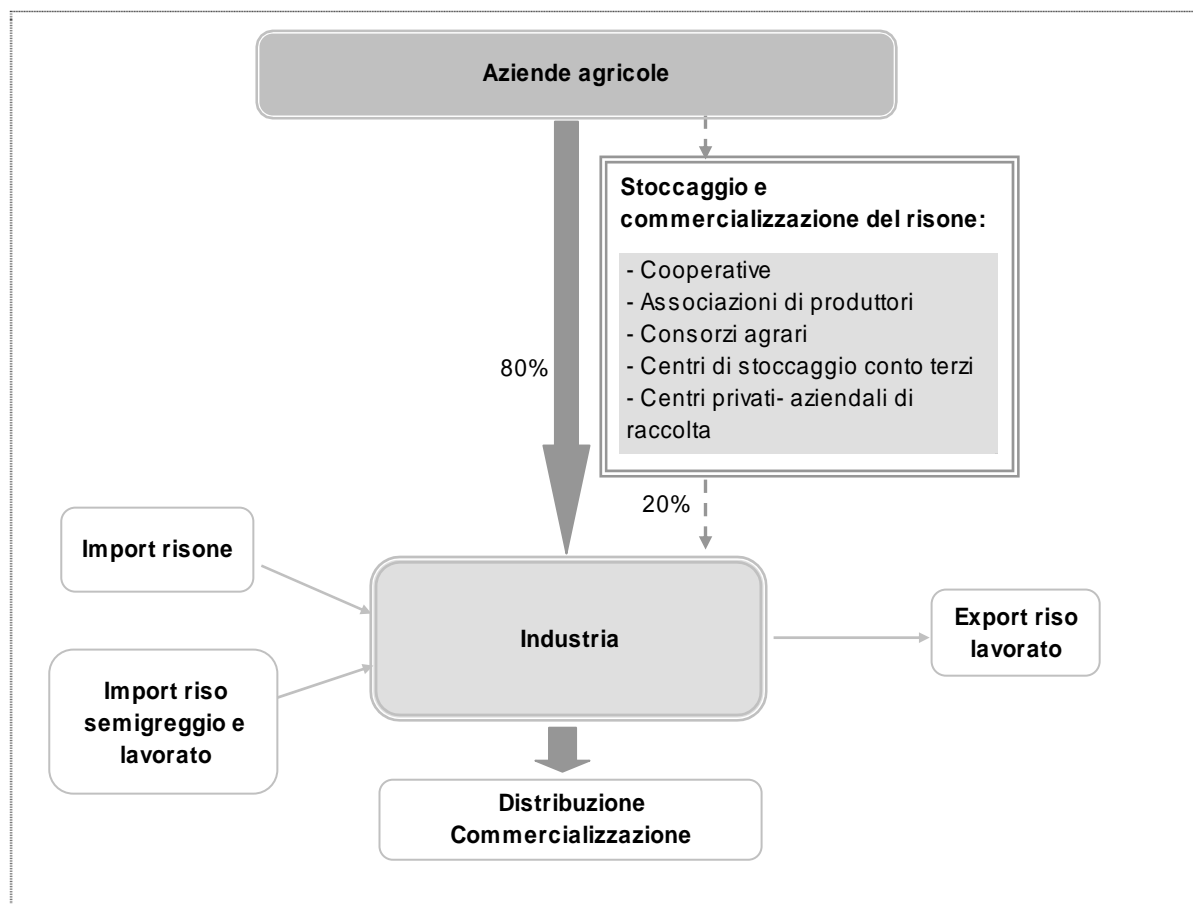 Aziende agricole
Stoccaggio e
commercializzazione del risone:
- Cooperative
- Associazioni di produttori
- Consorzi agrari
- Centri di stoccaggio conto terzi
- Centri privati- aziendali di
raccolta
80%
20%
Import risone
Industria
Export riso
lavorato
Import riso
semigreggio e
lavorato
Distribuzione
Commercializzazione